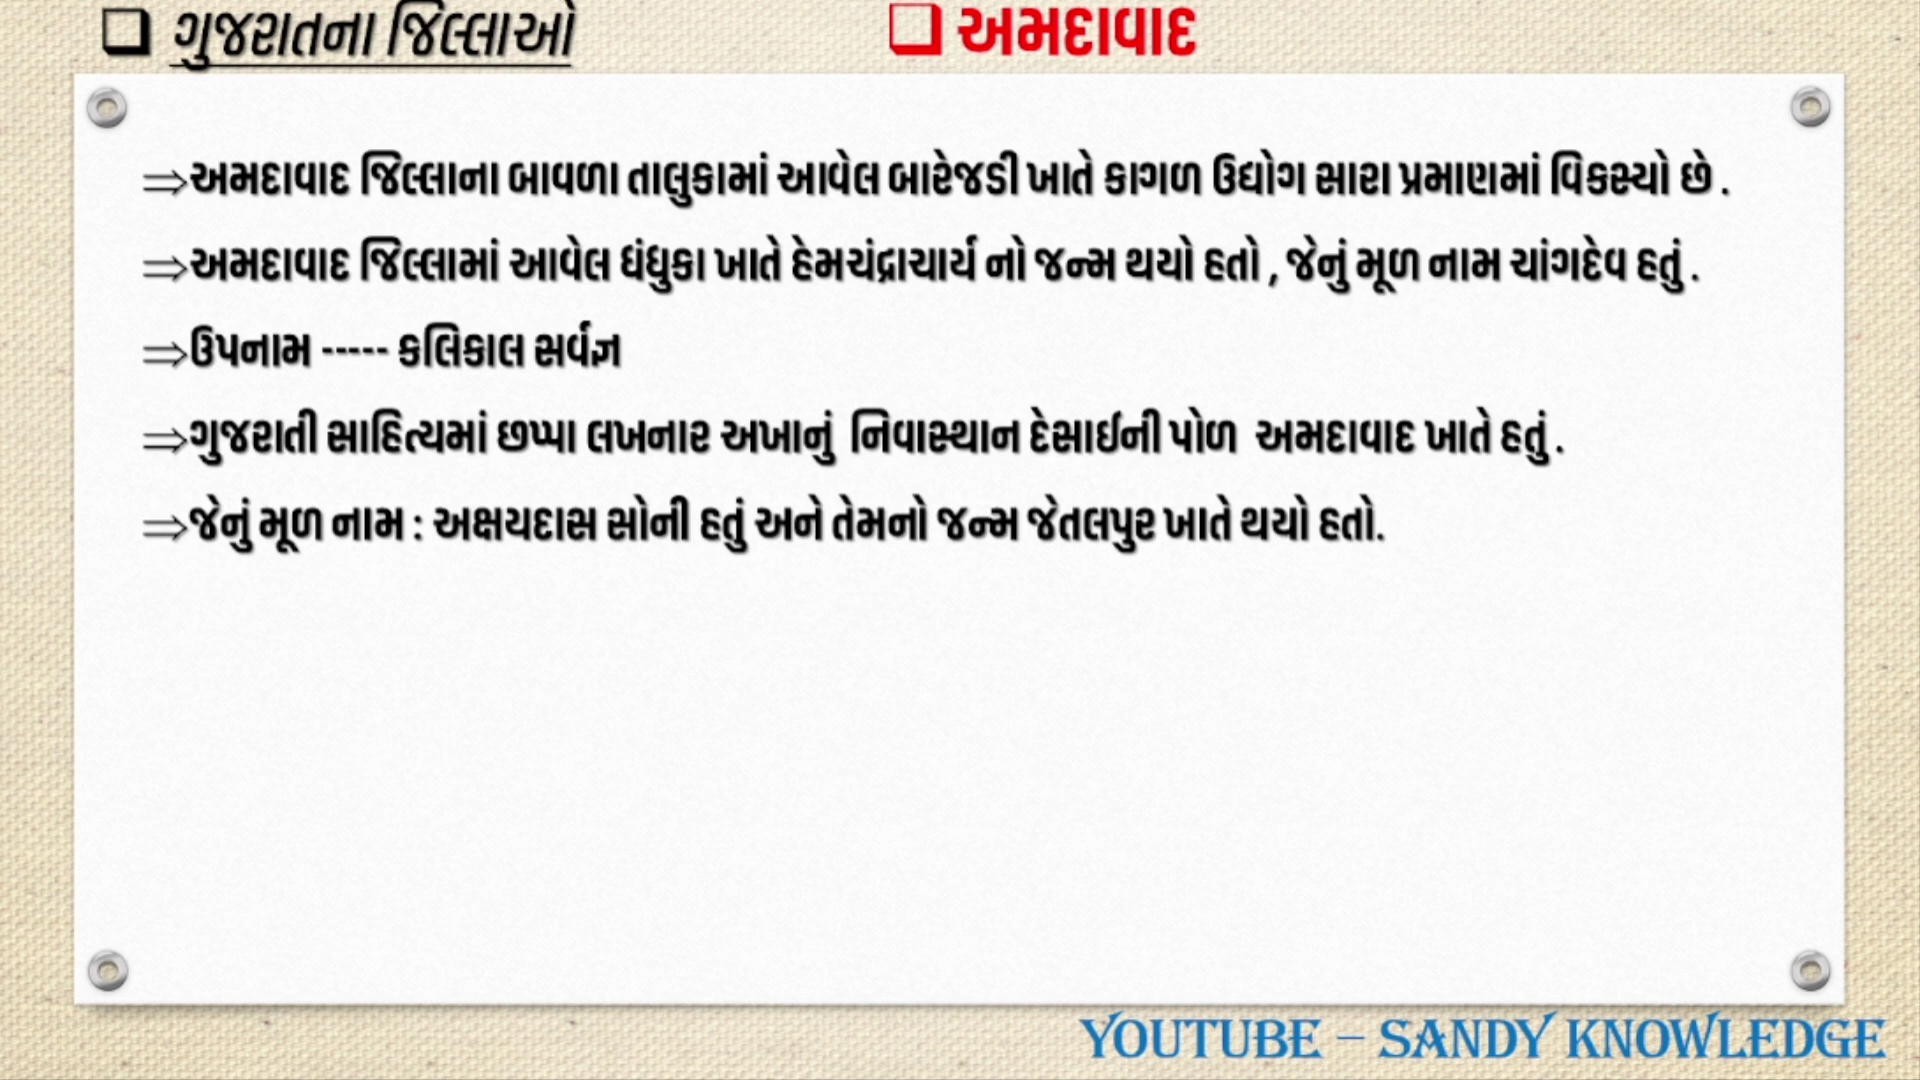 ❑ ગુજરાતના જિલ્લાઓ ❑ અમદાવાદ
⇒અમદાવાદ જિલ્લાના બાવળા તાલુકામાં આવેલ બારેજડી ખાતે કાગળ ઉદ્યોગ સારા પ્રમાણમાં વિકસ્યો છે .
⇒અમદાવાદ જિલ્લામાં આવેલ ધંધુકા ખાતે હેમચંદ્રાચાર્ય નો જન્મ થયો હતો , જેનું મૂળ નામ ચાંગદેવ હતું .
⇒ઉપનામ ----- કલિકાલ સર્વજ્ઞ
⇒ગુજરાતી સાહિત્યમાં છપ્પા લખનાર અખાનું નિવાસ્થાન દેસાઈની પોળ અમદાવાદ ખાતે હતું .
⇒જેનું મૂળ નામ : અક્ષયદાસ સોની હતું અને તેમનો જન્મ જેતલપુર ખાતે થયો હતો.
YOUTUBE – SANDY KNOWLEDGE